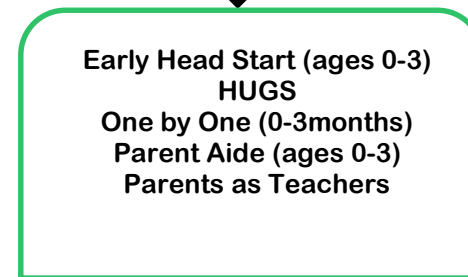 Early Head Start (ages 0-3)
HUGS
One by One (0-3months)
Parent Aide (ages 0-3)
Parents as Teachers